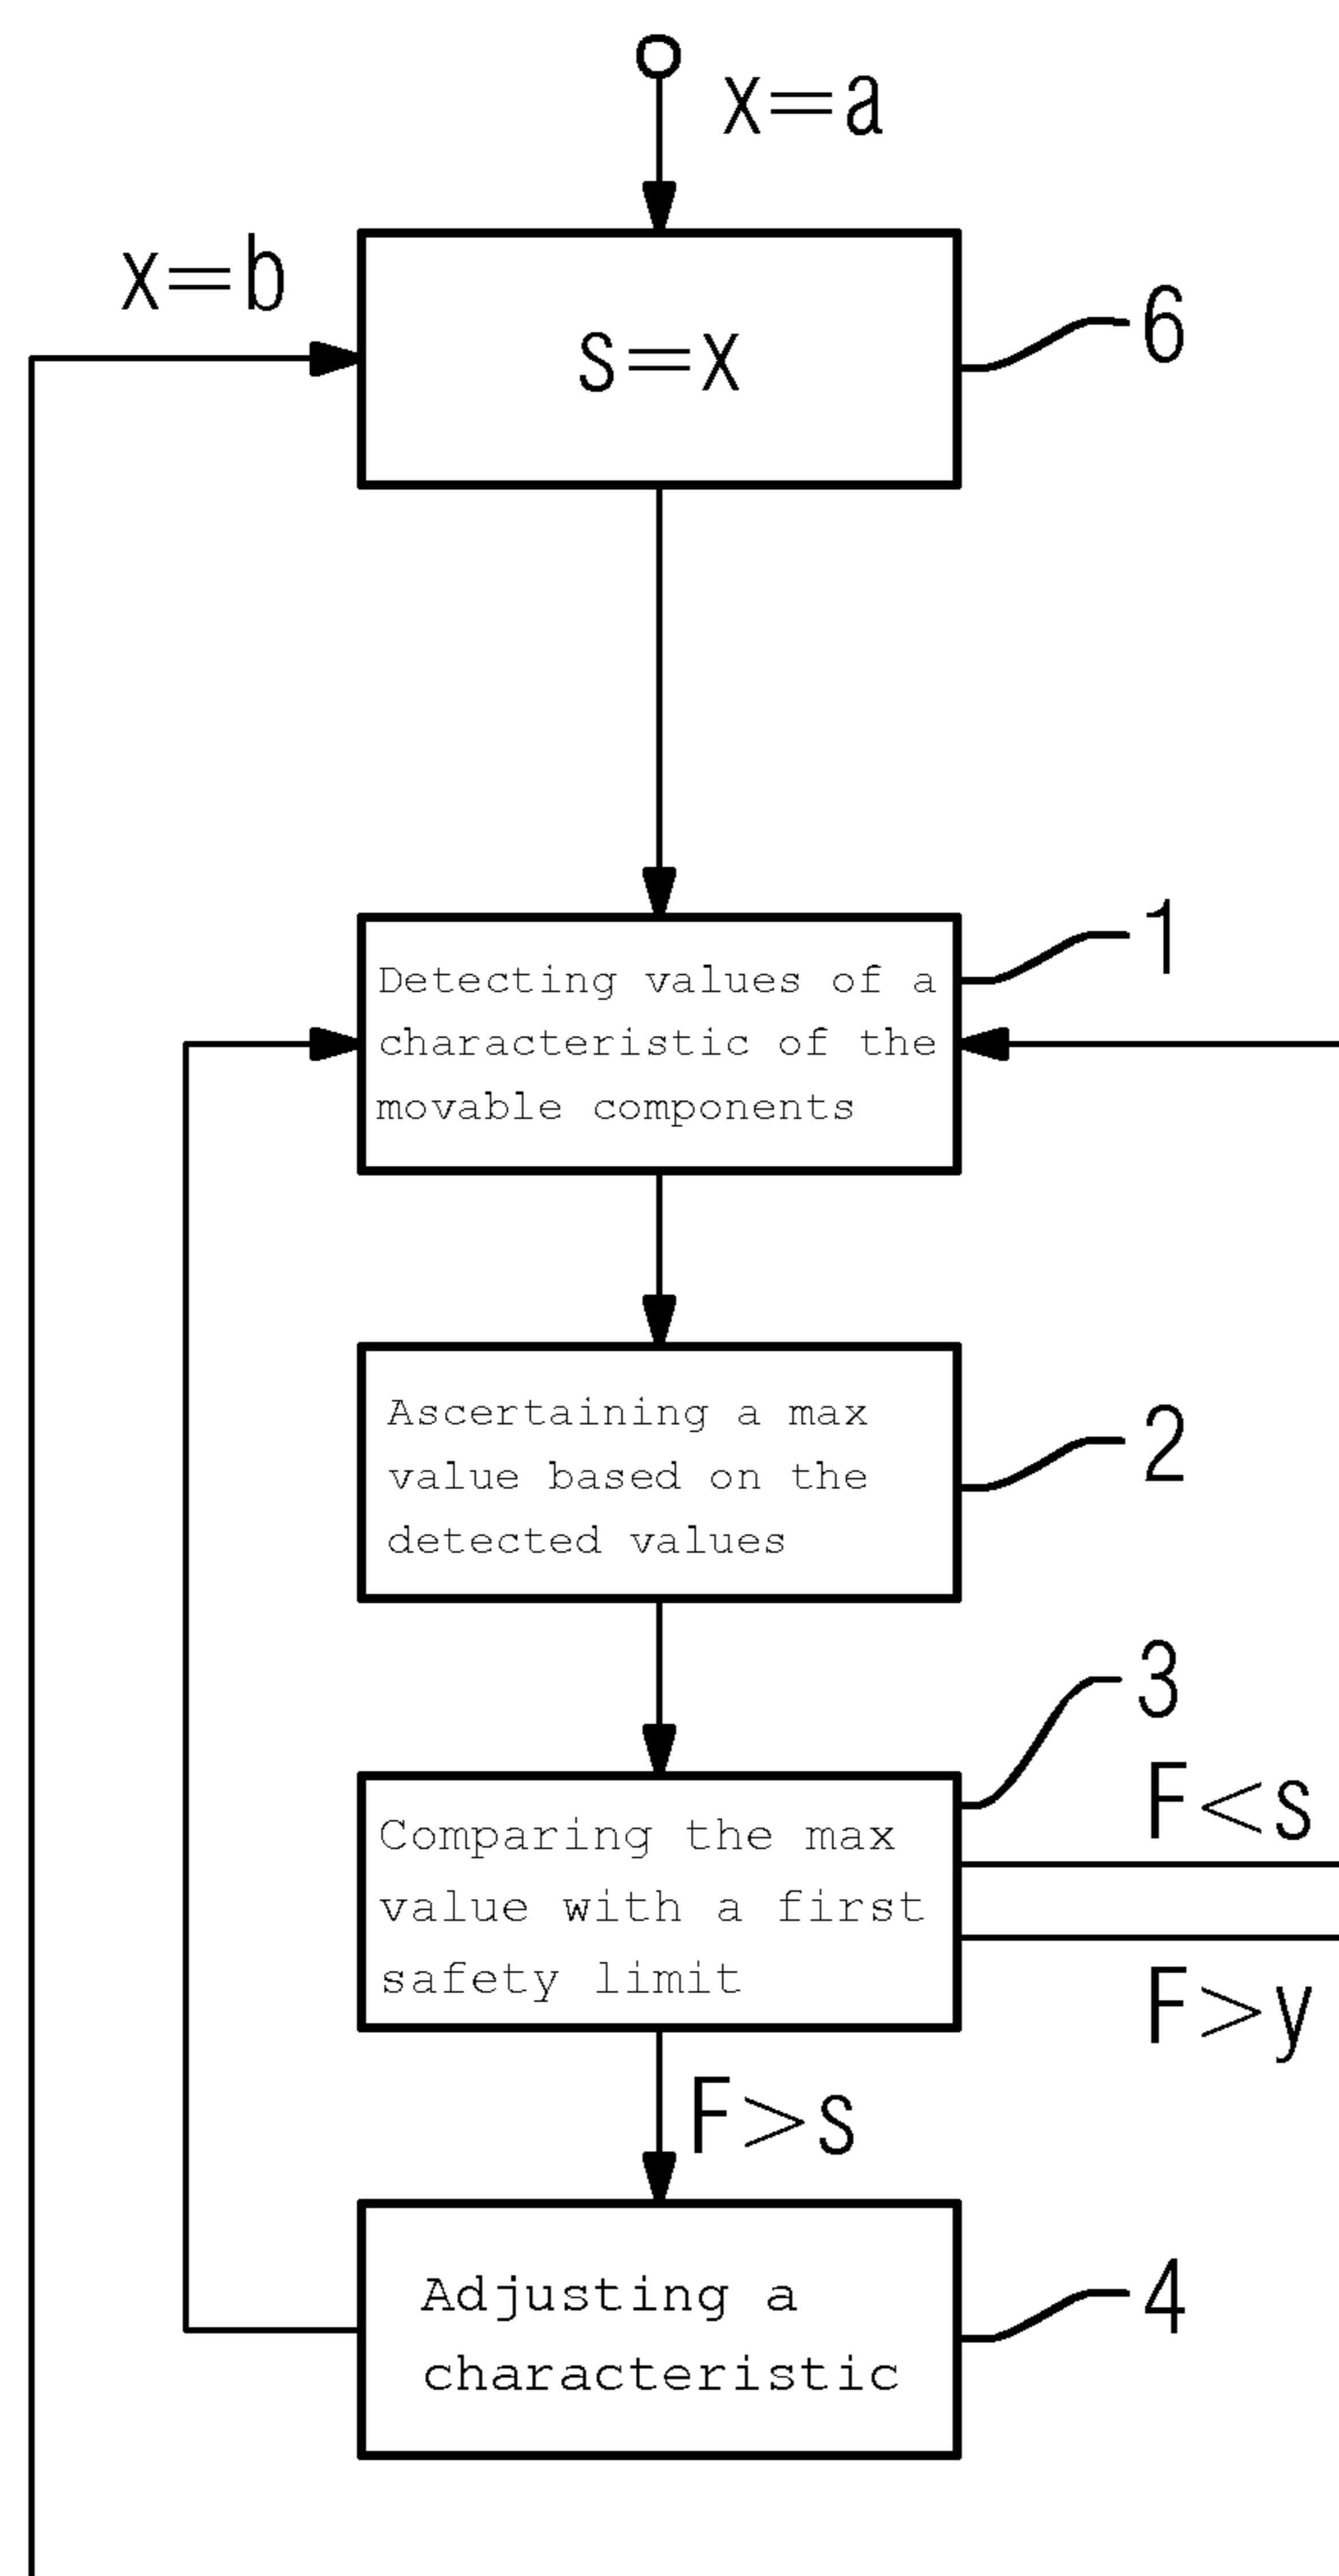 x=a
x=b
s=x
6
1
Detecting values of a
characteristic of the
movable components
Ascertaining a max
value based on the
detected values
2
3
Comparing the max
value with a first
safety limit
F<s
F>y
F>s
Adjusting a
characteristic
4